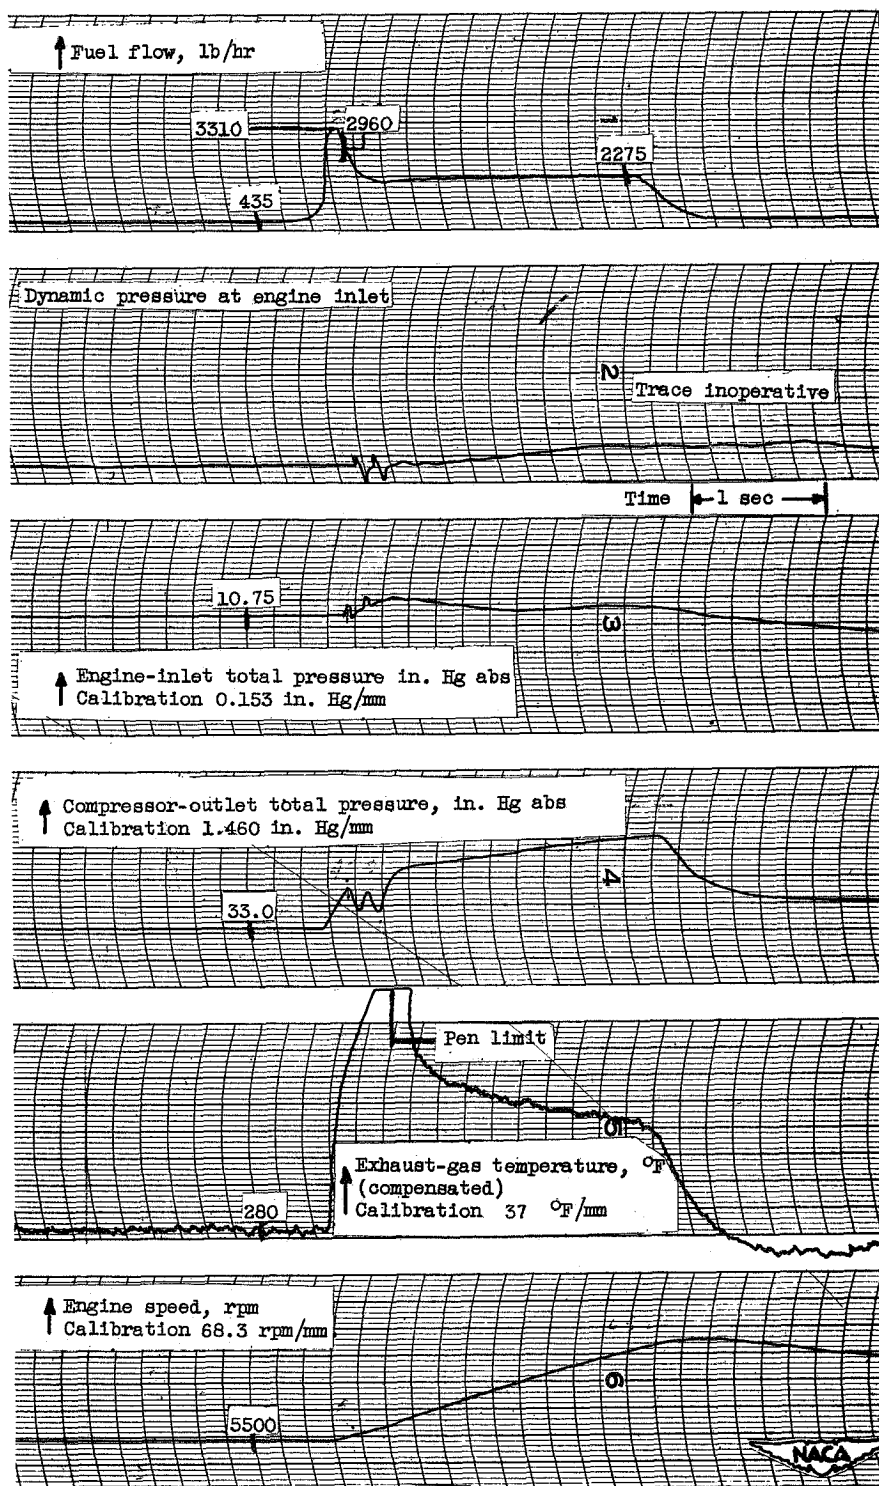 Fuel flow, lb/hr
3310
2960
2275
435
Dynamic pressure at engine inlet
2
Trace inoperative
Time 1 sec
10.75
3
Engine-inlet total pressure in. Hg abs
Calibration 0.153 in. Hg/mm
Compressor-outlet total pressure, in. Hg abs
Calibration 1.460 in. Hg/mm
4
33.0
Pen limit
5
Exhaust-gas temperature, °F
(compensated)
Calibration 37 °F/mm
280
Engine speed, rpm
Calibration 68.3 rpm/mm
6
5500
NACA